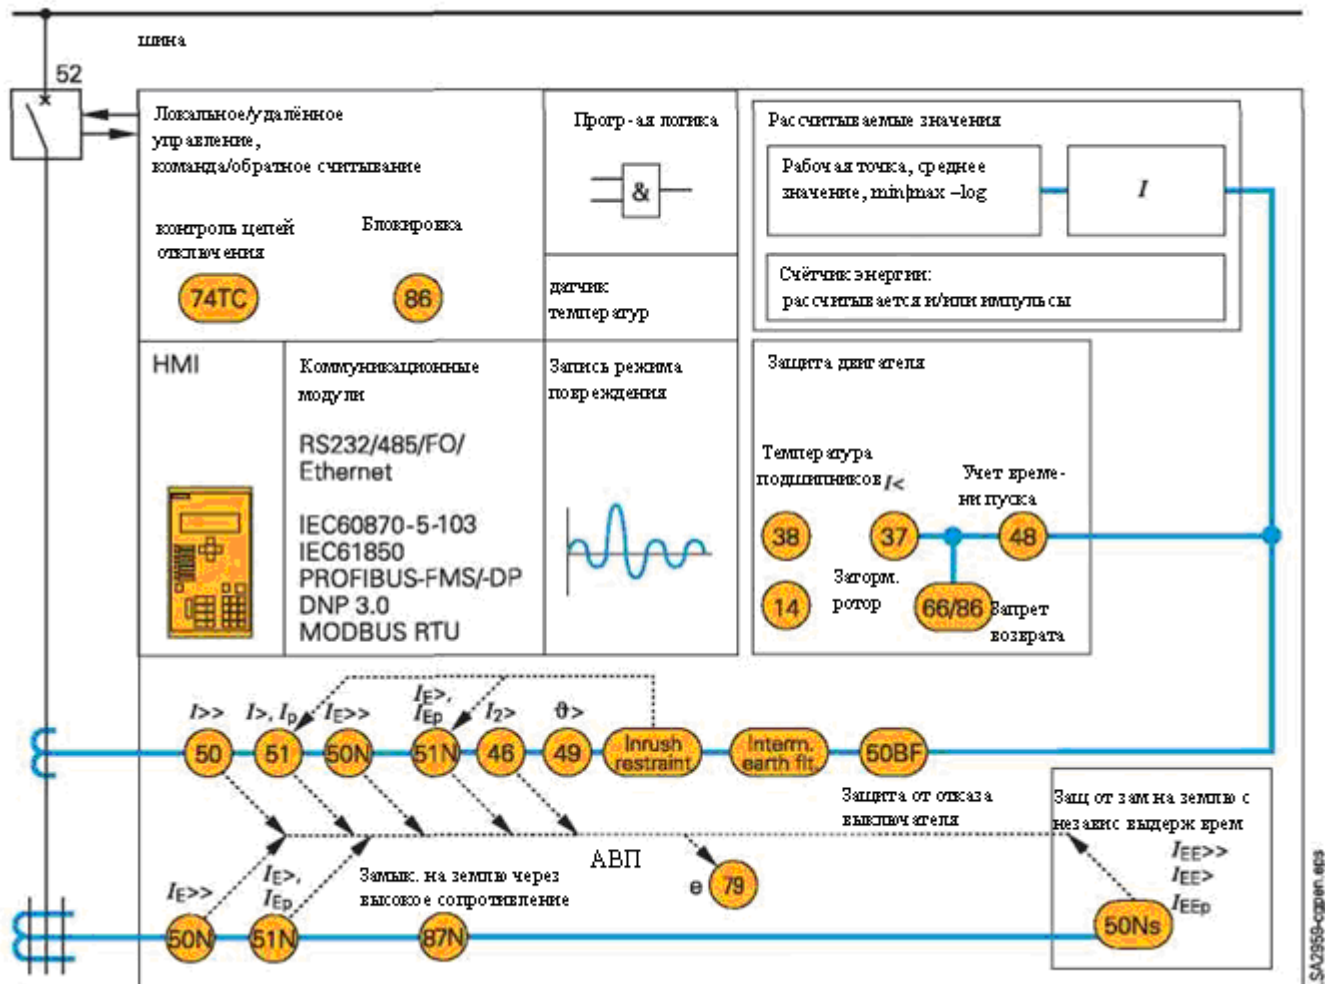 шина
52
Локальное/удалённое
управление,
команда/обратное считывание
контроль цепей
отключения
Блокировка
74TC
86
Прогр-ая логика
&
датчик
температур
Рассчитываемые значения
Рабочая точка, среднее
значение, min|max –log
I
Счётчик энергии:
рассчитывается и/или импульсы
HMI
Коммуникационные
модули
RS232/485/FO/
Ethernet
IEC60870-5-103
IEC61850
PROFIBUS-FMS/-DP
DNP 3.0
MODBUS RTU
Запись режима
повреждения
Защита двигателя
Температура
подшипников
I<
Учет време-
ни пуска
38
37
48
14
Заторм.
ротор
66/86
Запрет
возврата
I>>
I>, Ip
IE>>
IE>,
IEp
I2>
ϑ>
50
51
50N
51N
46
49
Inrush
restraint
Interm.
earth flt.
50BF
Защита от отказа
выключателя
Защ от зам на землю с
независ выдерж врем
IEE>>
IEE>
IEEp
АВП
e
79
IE>>
IE>,
IEp
Замык. на землю через
высокое сопротивление
50N
51N
87N
50Ns
LSA2959-cgpen.eps